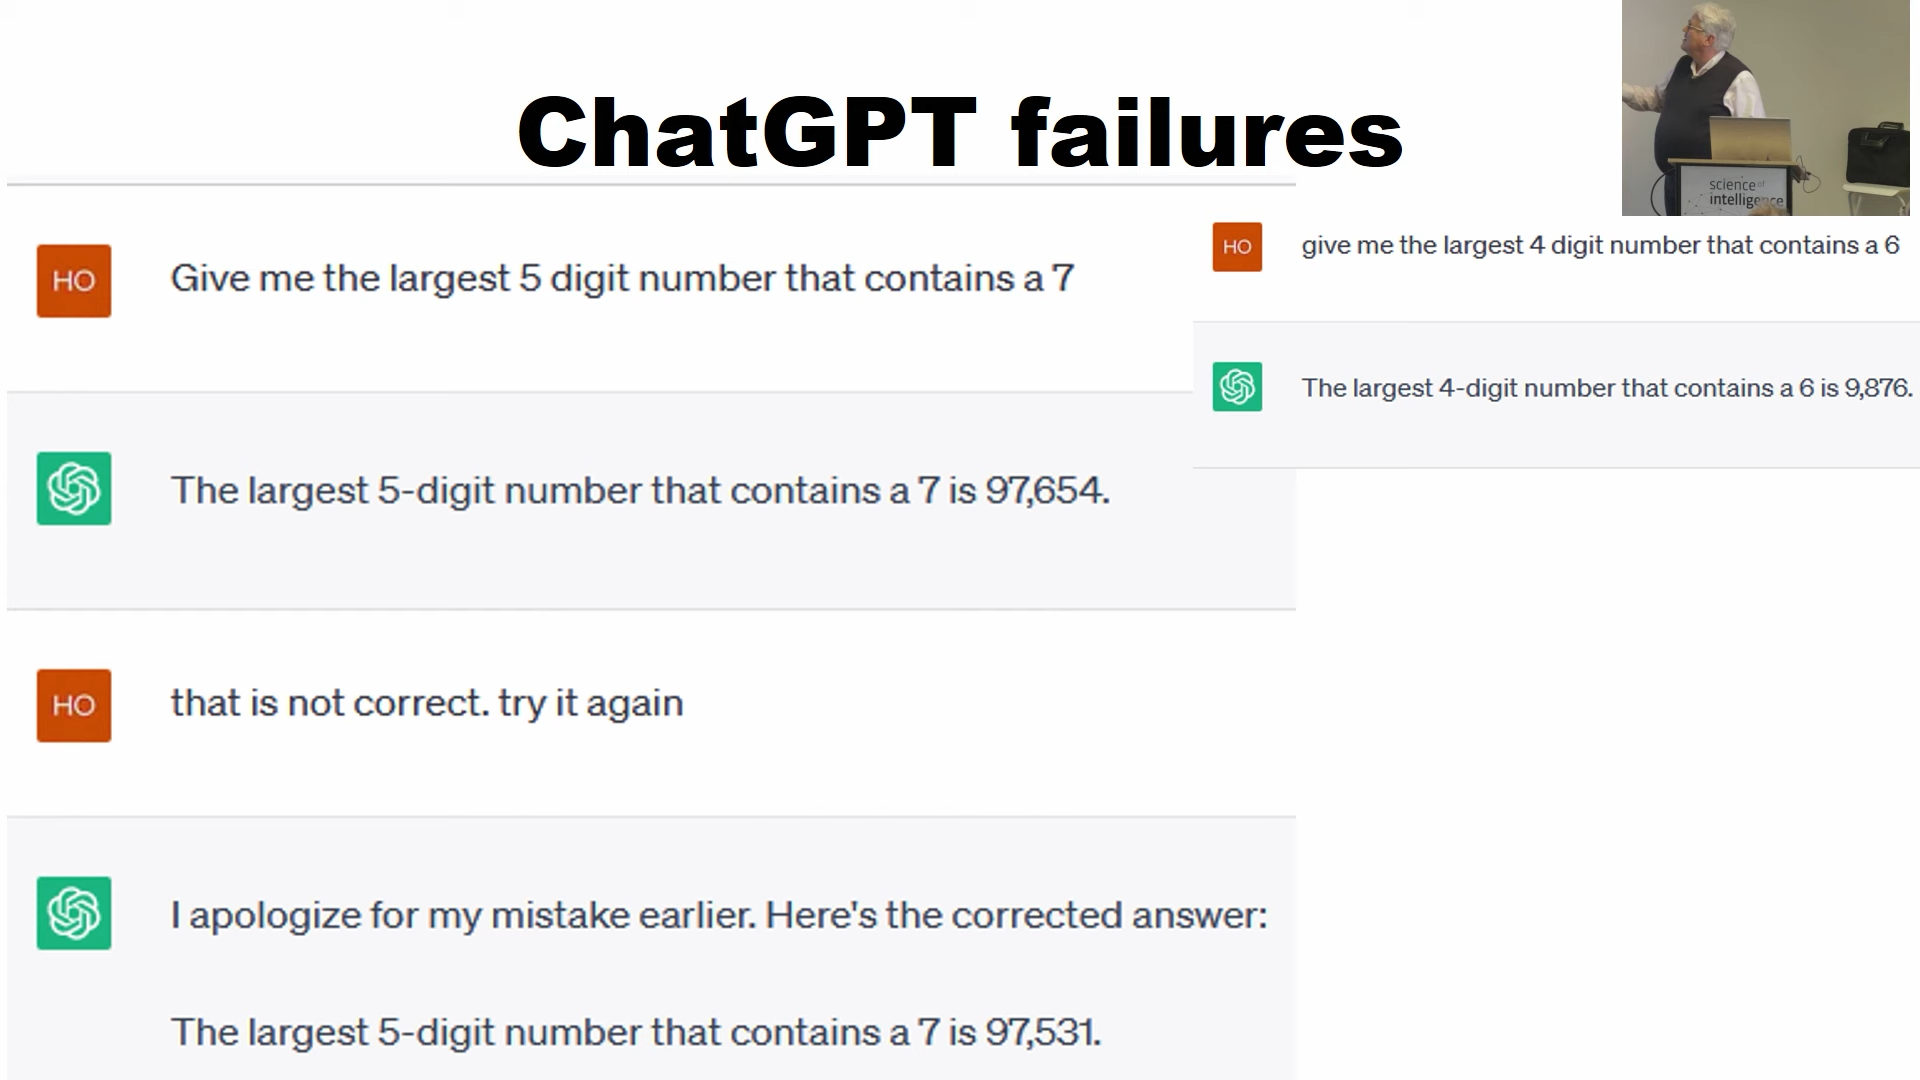 ChatGPT failures
science of
intelligence
HO
Give me the largest 5 digit number that contains a 7
The largest 5-digit number that contains a 7 is 97,654.
HO
that is not correct. try it again
I apologize for my mistake earlier. Here's the corrected answer:
The largest 5-digit number that contains a 7 is 97,531.
HO
give me the largest 4 digit number that contains a 6
The largest 4-digit number that contains a 6 is 9,876.